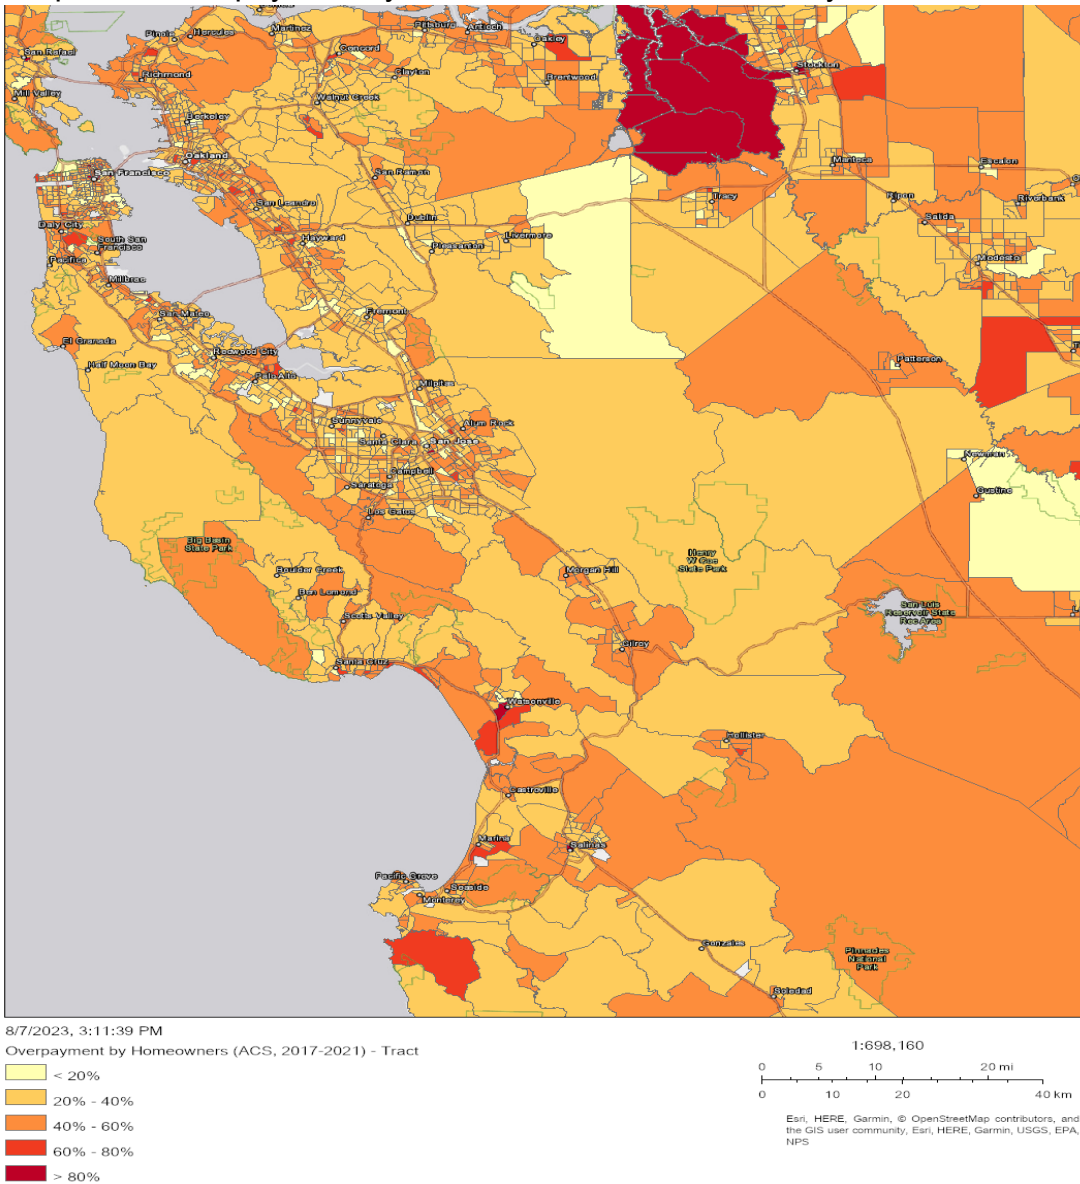 Pinole
Hercules
Martinez
Pittsburg
Antioch
Oakley
San Rafael
Concord
Richmond
Clayton
Brentwood
Stockton
Mill Valley
Walnut Creek
Berkeley
Oakland
Manteca
Escalon
San Francisco
San Ramon
San Leandro
Tracy
Ripon
Riverbank
Daly City
Dublin
Salida
South San
Francisco
Hayward
Livermore
Pleasanton
Pacifica
Modesto
Millbrae
San Mateo
Fremont
El Granada
Redwood City
Half Moon Bay
Patterson
Palo Alto
Milpitas
Sunnyvale
Alum Rock
Santa Clara
San Jose
Newman
Campbell
Saratoga
Gustine
Los Gatos
Big Basin
State Park
Henry
W Coe
State Park
Boulder Creek
Morgan Hill
Ben Lomond
San Luis
Reservoir State
Rec Area
Scotts Valley
Gilroy
Santa Cruz
Watsonville
Hollister
Castroville
Marina
Salinas
Pacific Grove
Seaside
Monterey
Gonzales
Pinnacles
National
Park
Soledad
8/7/2023, 3:11:39 PM
Overpayment by Homeowners (ACS, 2017-2021) - Tract
< 20%
20% - 40%
40% - 60%
60% - 80%
> 80%
1:698,160
0 5 10 20 mi
0 10 20 40 km
Esri, HERE, Garmin, © OpenStreetMap contributors, and
the GIS user community, Esri, HERE, Garmin, USGS, EPA,
NPS